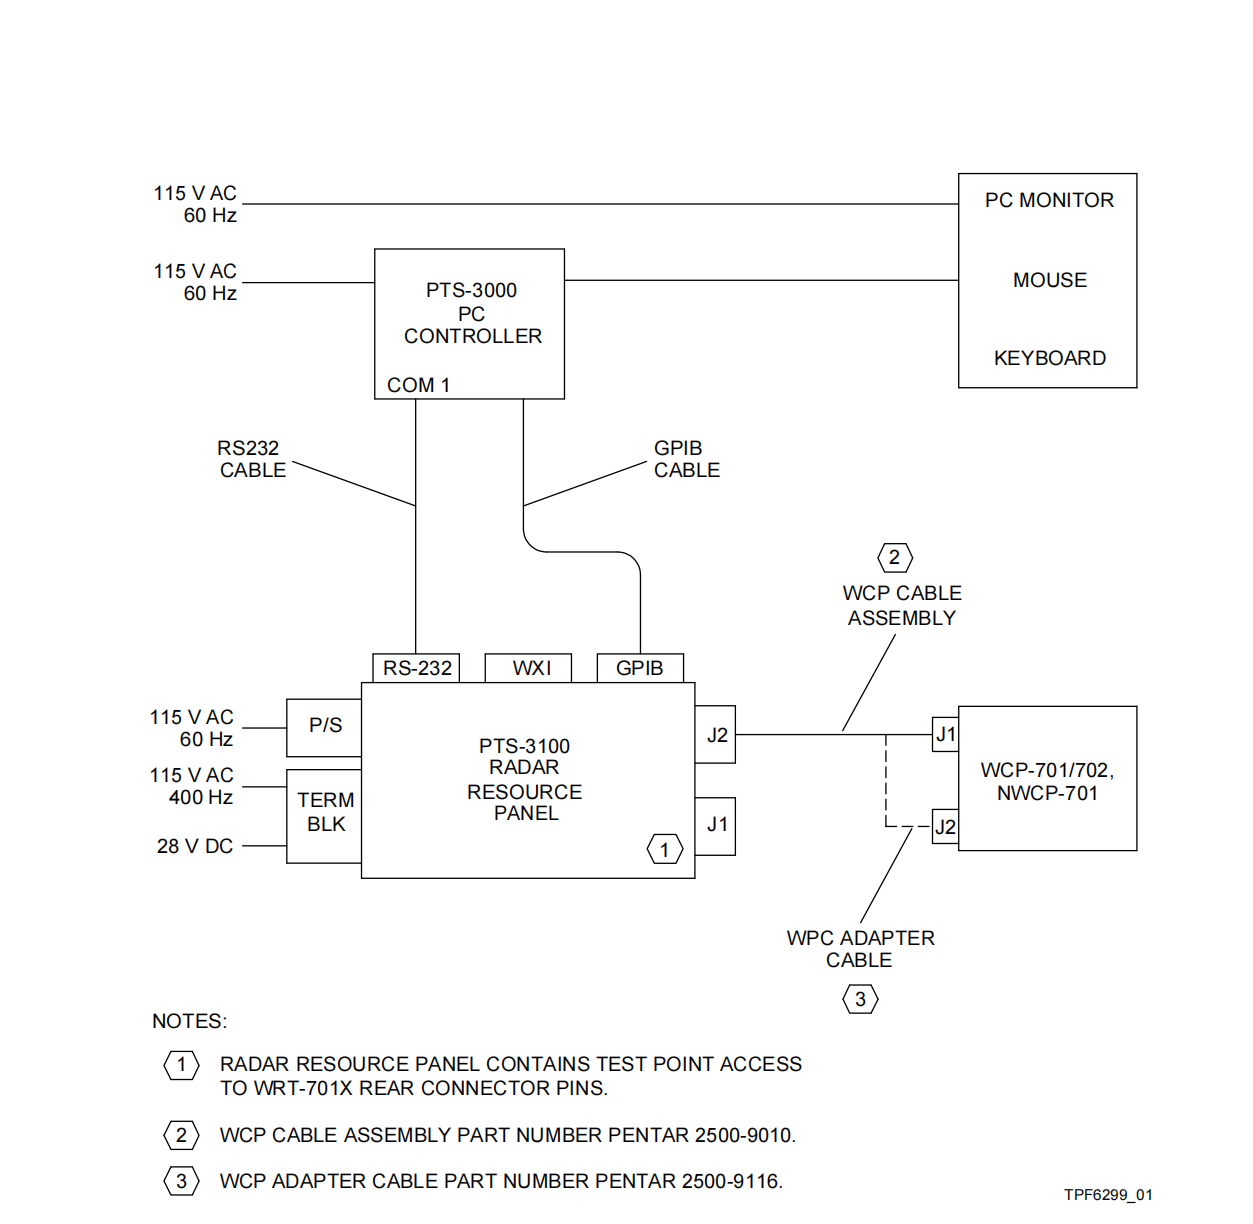 115 V AC
60 Hz
PC MONITOR
115 V AC
60 Hz
PTS-3000
PC
CONTROLLER
COM 1
MOUSE
KEYBOARD
RS232
CABLE
GPIB
CABLE
2
WCP CABLE
ASSEMBLY
RS-232
WXI
GPIB
115 V AC
60 Hz
P/S
115 V AC
400 Hz
TERM
BLK
28 V DC
PTS-3100
RADAR
RESOURCE
PANEL
1
J2
J1
J1
J2
WCP-701/702,
NWCP-701
WPC ADAPTER
CABLE
3
NOTES:
1 RADAR RESOURCE PANEL CONTAINS TEST POINT ACCESS
TO WRT-701X REAR CONNECTOR PINS.
2 WCP CABLE ASSEMBLY PART NUMBER PENTAR 2500-9010.
3 WCP ADAPTER CABLE PART NUMBER PENTAR 2500-9116.
TPF6299_01